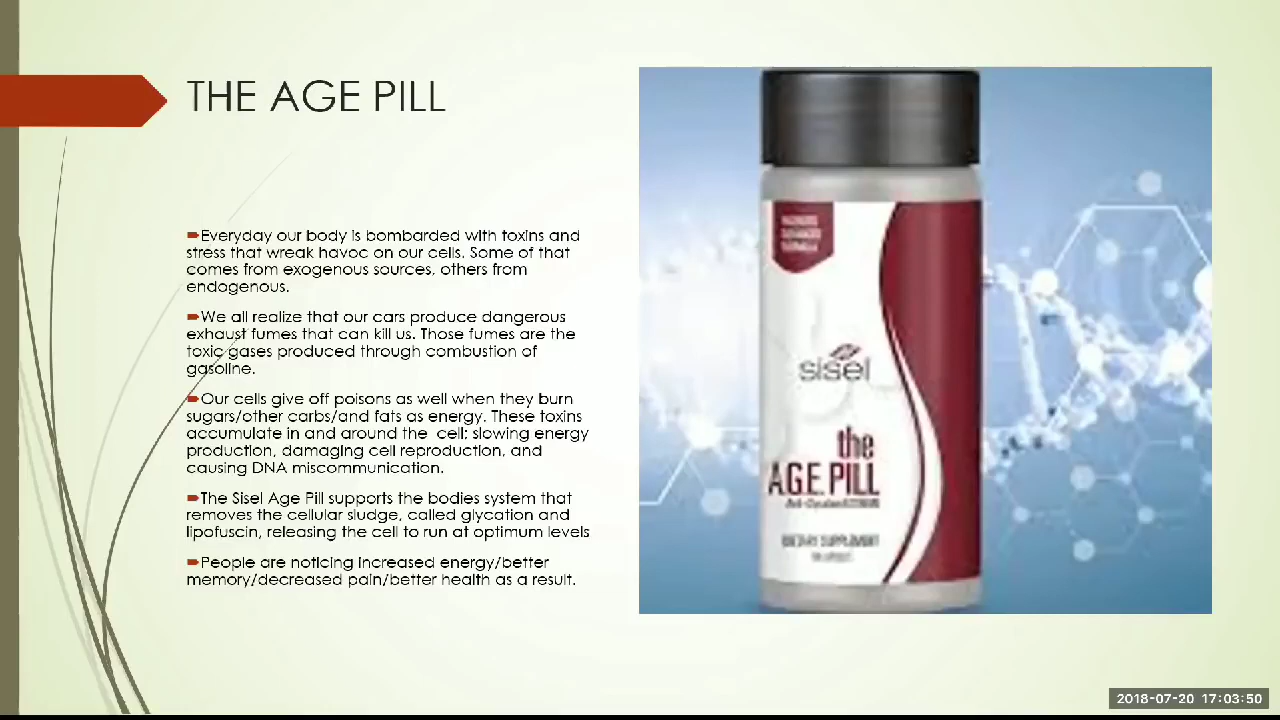 THE AGE PILL
Everyday our body is bombarded with toxins and
stress that wreak havoc on our cells. Some of that
comes from exogenous sources, others from
endogenous.
We all realize that our cars produce dangerous
exhaust fumes that can kill us. Those fumes are the
toxic gases produced through combustion of
gasoline.
Our cells give off poisons as well when they burn
sugars/other carbs/and fats as energy. These toxins
accumulate in and around the cell; slowing energy
production, damaging cell reproduction, and
causing DNA miscommunication.
The Sisel Age Pill supports the bodies system that
removes the cellular sludge, called glycation and
lipofuscin, releasing the cell to run at optimum levels
People are noticing increased energy/better
memory/decreased pain/better health as a result.
sisel
the
A.G.E. PILL
DIETARY SUPPLEMENT
2018-07-20 17:03:50